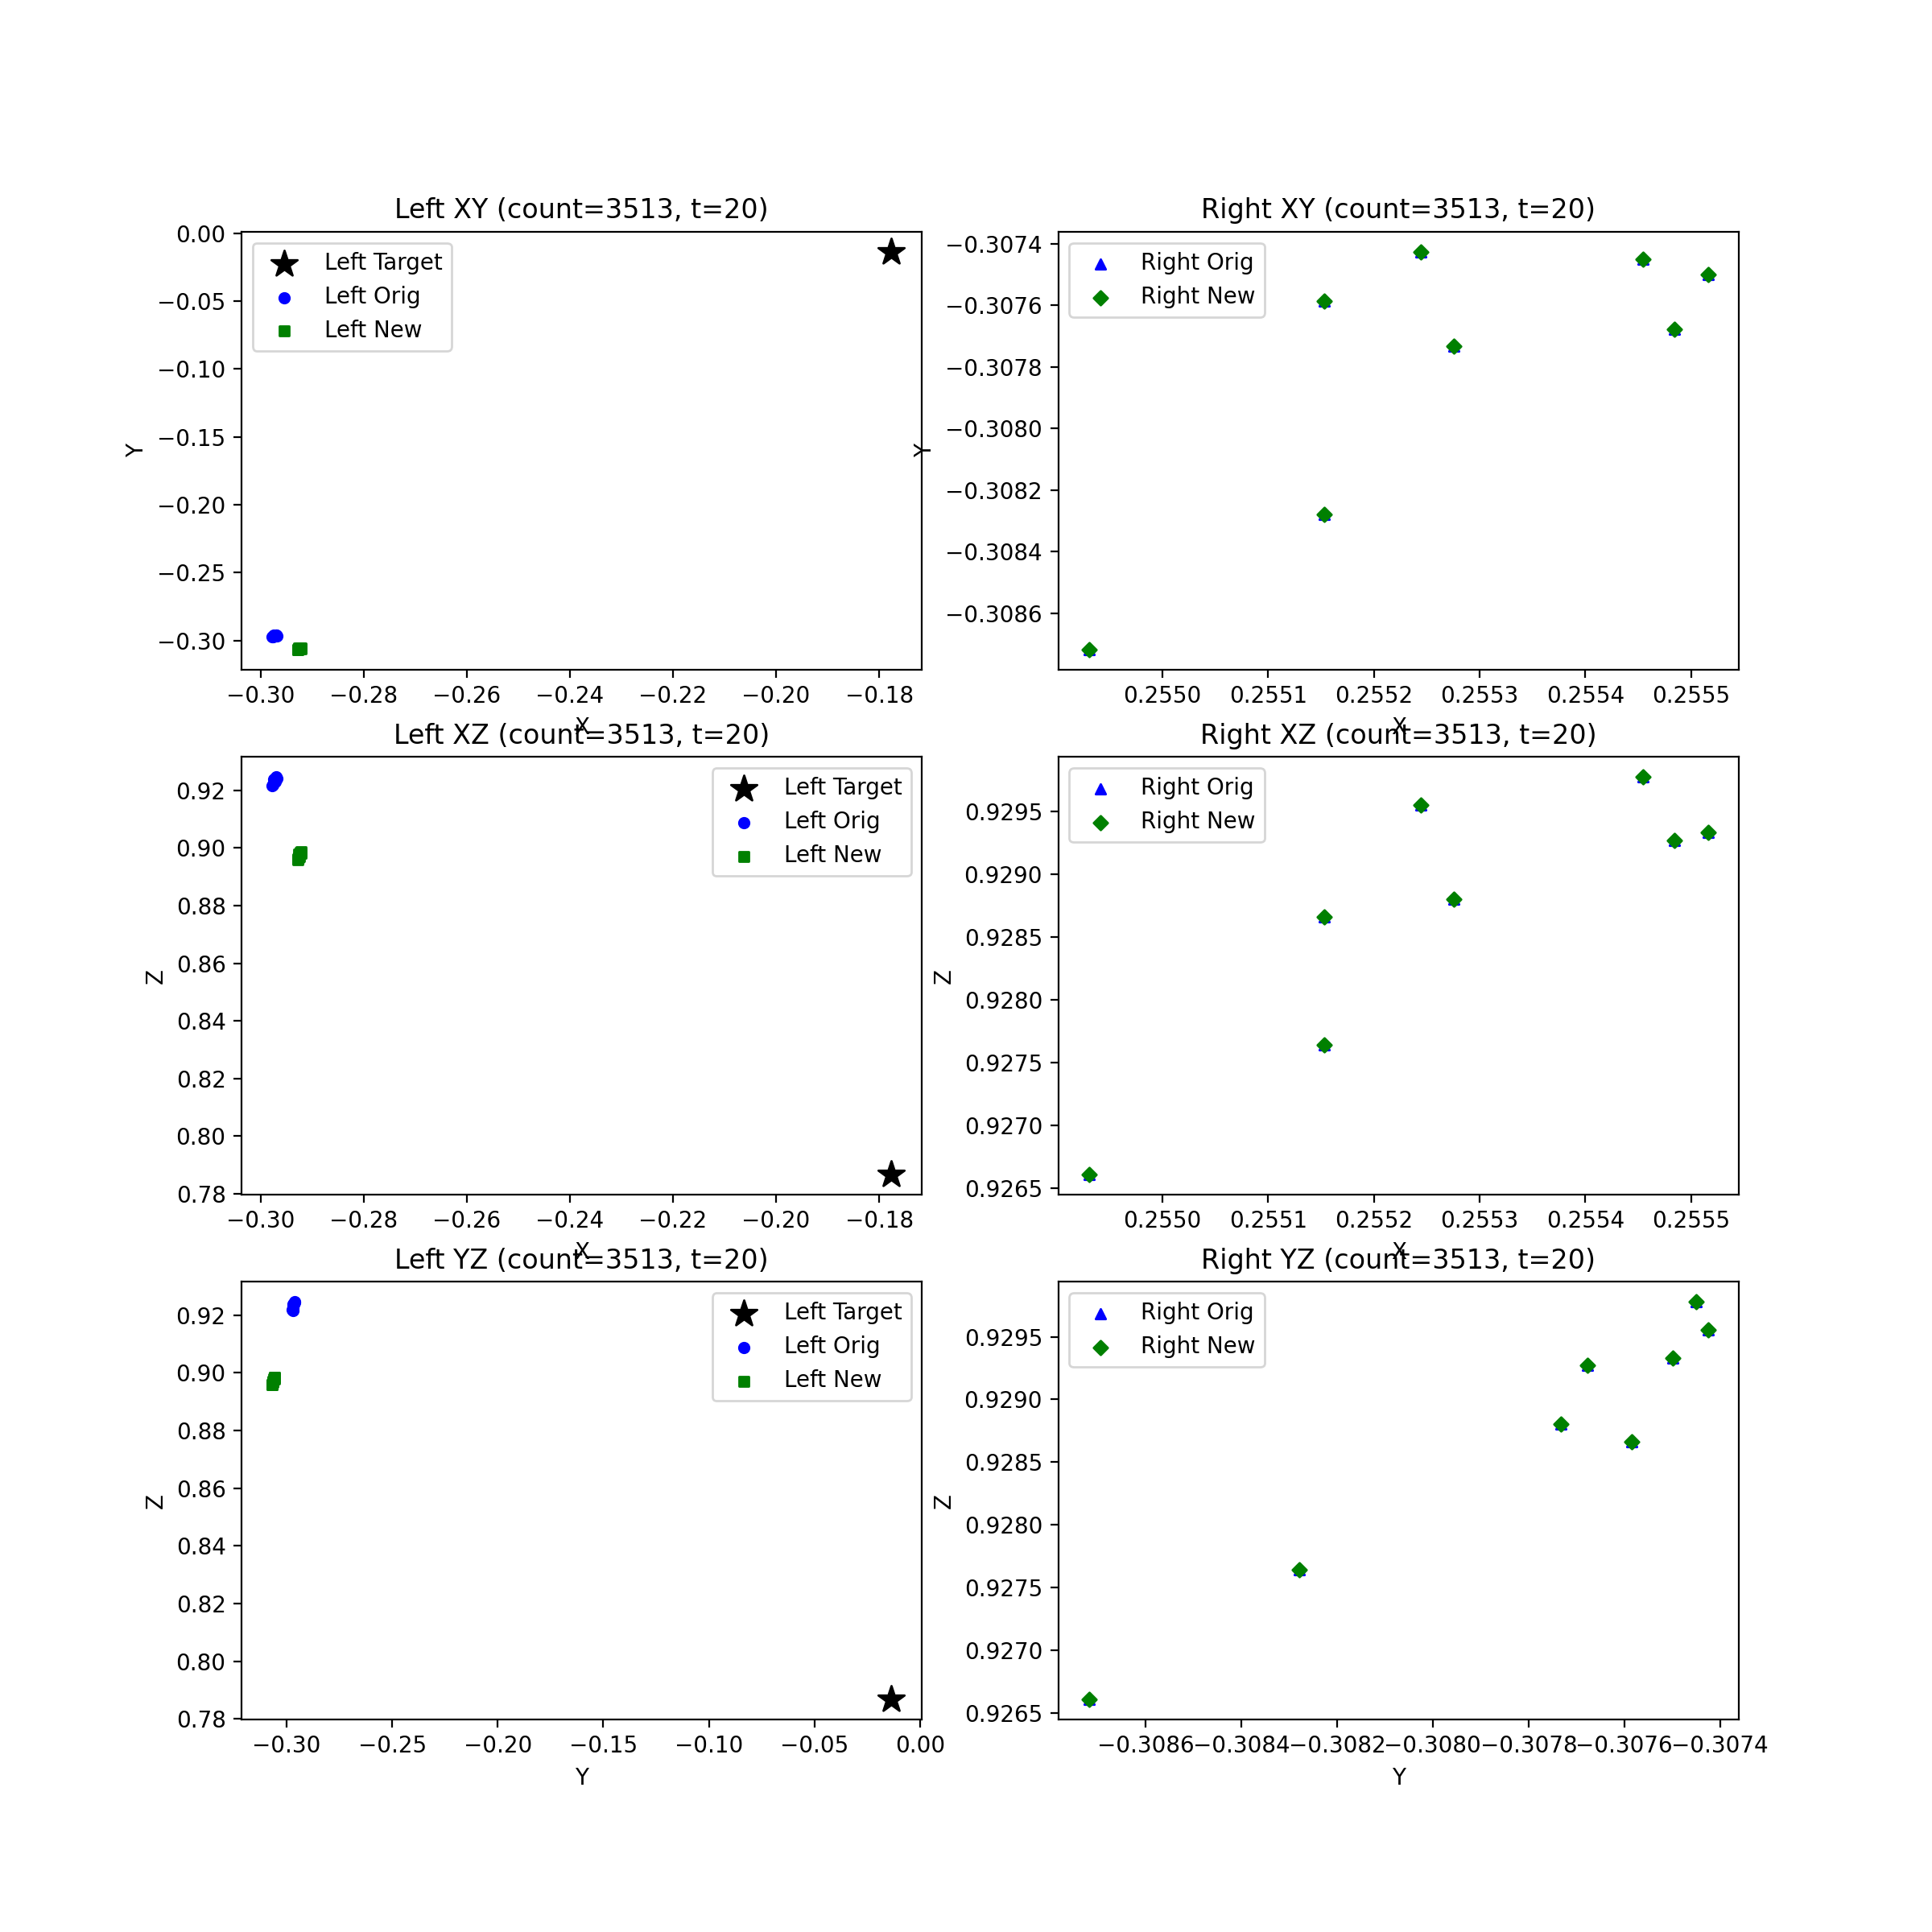 Left XY (count=3513, t=20)
Left Target
Left Orig
Left New
0.00
−0.05
−0.10
−0.15
−0.20
−0.25
−0.30
Y
−0.30 −0.28 −0.26 −0.24 −0.22 −0.20 −0.18
X
Right XY (count=3513, t=20)
Right Orig
Right New
−0.3074
−0.3076
−0.3078
−0.3080
−0.3082
−0.3084
−0.3086
Y
0.2550 0.2551 0.2552 0.2553 0.2554 0.2555
X
Left XZ (count=3513, t=20)
Left Target
Left Orig
Left New
0.92
0.90
0.88
0.86
0.84
0.82
0.80
0.78
Z
−0.30 −0.28 −0.26 −0.24 −0.22 −0.20 −0.18
X
Right XZ (count=3513, t=20)
Right Orig
Right New
0.9295
0.9290
0.9285
0.9280
0.9275
0.9270
0.9265
Z
0.2550 0.2551 0.2552 0.2553 0.2554 0.2555
X
Left YZ (count=3513, t=20)
Left Target
Left Orig
Left New
0.92
0.90
0.88
0.86
0.84
0.82
0.80
0.78
Z
−0.30 −0.25 −0.20 −0.15 −0.10 −0.05 0.00
Y
Right YZ (count=3513, t=20)
Right Orig
Right New
0.9295
0.9290
0.9285
0.9280
0.9275
0.9270
0.9265
Z
−0.3086 −0.3084 −0.3082 −0.3080 −0.3078 −0.3076 −0.3074
Y